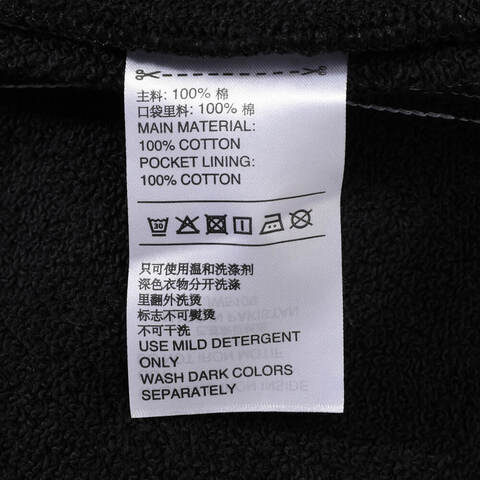 主料: 100% 棉
口袋里料: 100% 棉
MAIN MATERIAL:
100% COTTON
POCKET LINING:
100% COTTON
30
只可使用温和洗涤剂
深色衣物分开洗涤
里翻外洗烫
标志不可熨烫
不可干洗
USE MILD DETERGENT
ONLY
WASH DARK COLORS
SEPARATELY